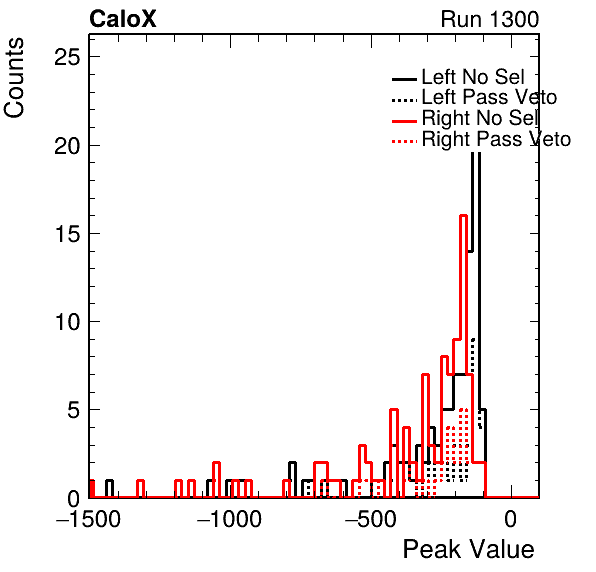 CaloX Run 1300
Counts
25
20
15
10
5
0
Left No Sel
Left Pass Veto
Right No Sel
Right Pass Veto
−1500 −1000 −500 0
Peak Value